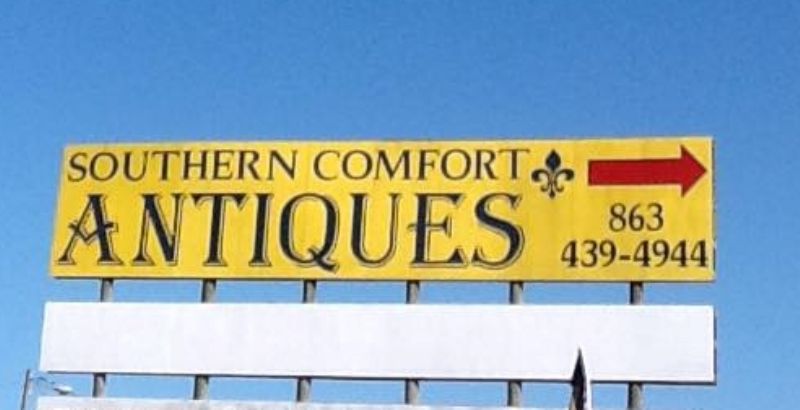 SOUTHERN COMFORT
ANTIQUES
863
439-4944